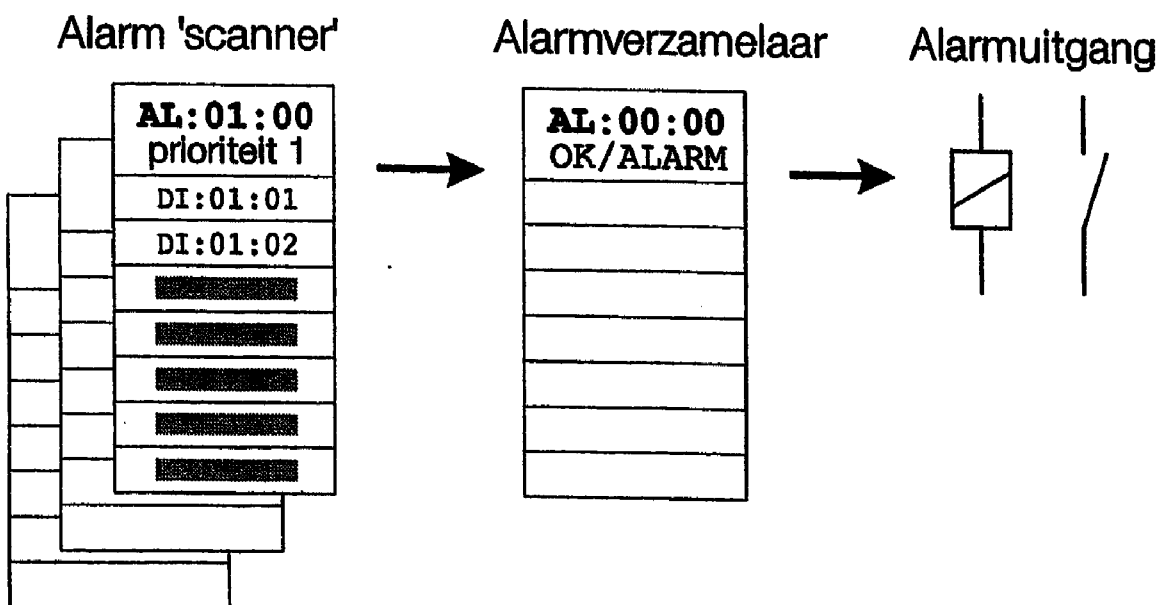 Alarm 'scanner'
Alarmverzamelaar
Alarmuitgang
AL:01:00
prioriteit 1
DI:01:01
DI:01:02
AL:00:00
OK/ALARM